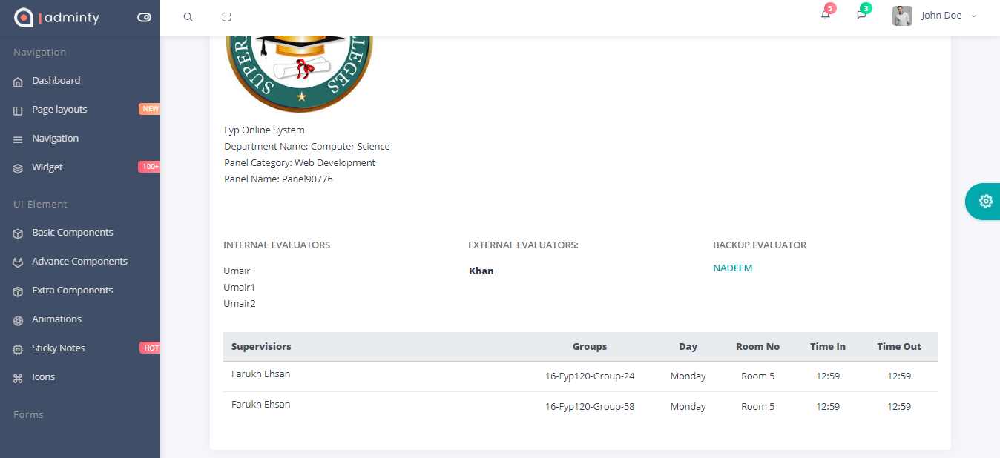 adminty
5
3
John Doe
Navigation
Dashboard
Page layouts
NEW
Navigation
Widget
100+
UI Element
Basic Components
Advance Components
Extra Components
Animations
Sticky Notes
HOT
Icons
Forms
SUPER
LEGES
Fyp Online System
Department Name: Computer Science
Panel Category: Web Development
Panel Name: Panel90776
INTERNAL EVALUATORS
Umair
Umair1
Umair2
EXTERNAL EVALUATORS:
Khan
BACKUP EVALUATOR
NADEEM
Supervisiors Groups Day Room No Time In Time Out
Farukh Ehsan 16-Fyp120-Group-24 Monday Room 5 12:59 12:59
Farukh Ehsan 16-Fyp120-Group-58 Monday Room 5 12:59 12:59